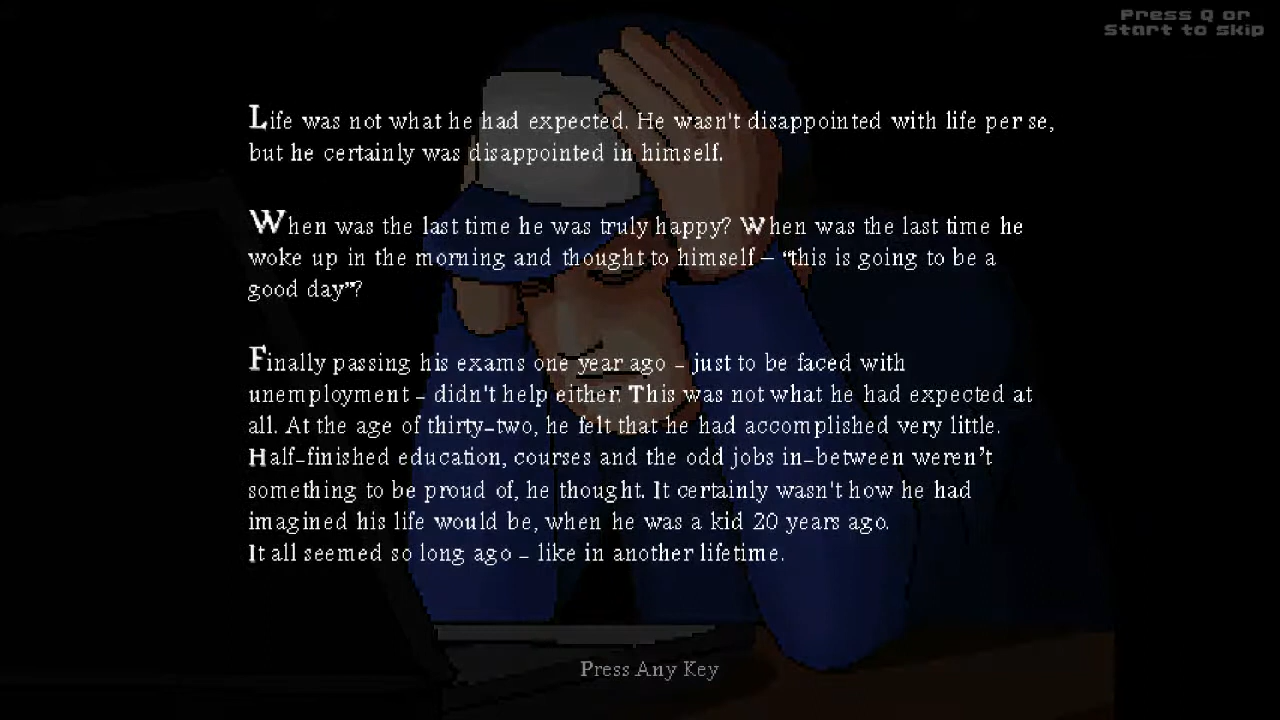 Press Q or
Start to skip
Life was not what he had expected. He wasn't disappointed with life per se,
but he certainly was disappointed in himself.
When was the last time he was truly happy? When was the last time he
woke up in the morning and thought to himself – “this is going to be a
good day”?
Finally passing his exams one year ago – just to be faced with
unemployment – didn't help either. This was not what he had expected at
all. At the age of thirty-two, he felt that he had accomplished very little.
Half-finished education, courses and the odd jobs in-between weren’t
something to be proud of, he thought. It certainly wasn't how he had
imagined his life would be, when he was a kid 20 years ago.
It all seemed so long ago – like in another lifetime.
Press Any Key